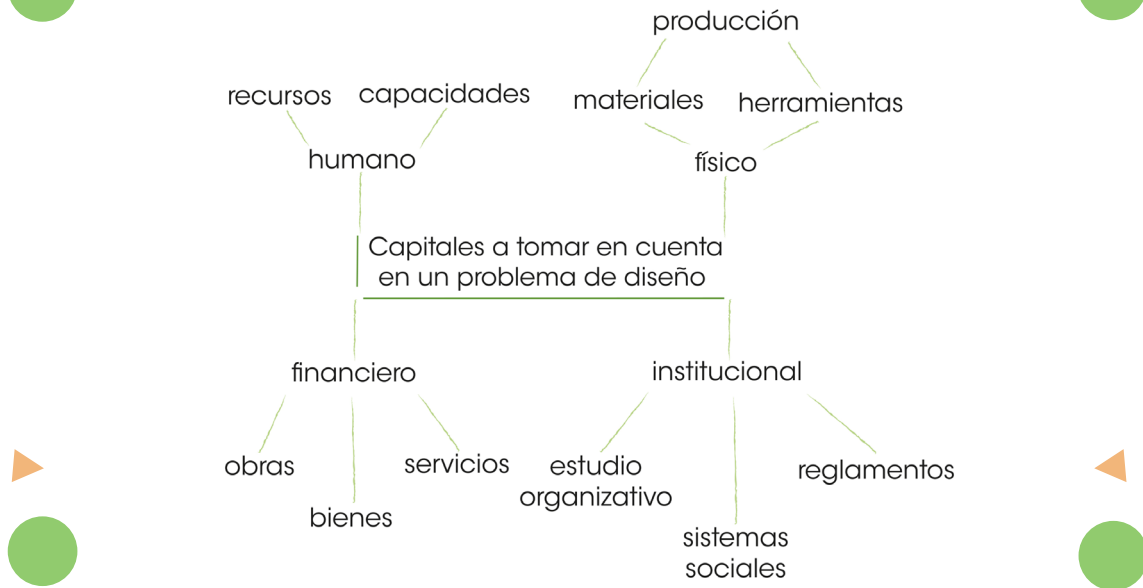 producción
recursos
capacidades
materiales
herramientas
humano
físico
Capitales a tomar en cuenta
en un problema de diseño
financiero
institucional
obras
servicios
bienes
estudio
organizativo
reglamentos
sistemas
sociales